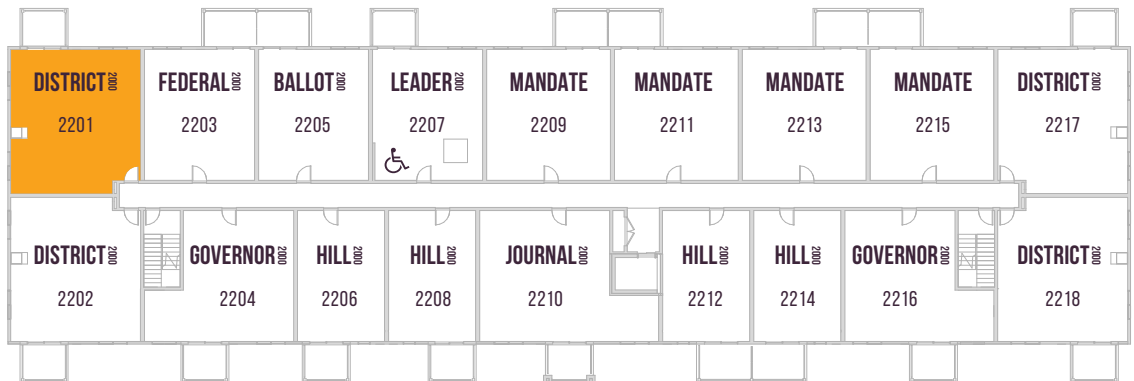 DISTRICT 2000
2201
FEDERAL 2000
2203
BALLOT 2000
2205
LEADER 2000
2207
MANDATE
2209
MANDATE
2211
MANDATE
2213
MANDATE
2215
DISTRICT 2000
2217
DISTRICT 2000
2202
GOVERNOR 2000
2204
HILL 2000
2206
HILL 2000
2208
JOURNAL 2000
2210
HILL 2000
2212
HILL 2000
2214
GOVERNOR 2000
2216
DISTRICT 2000
2218